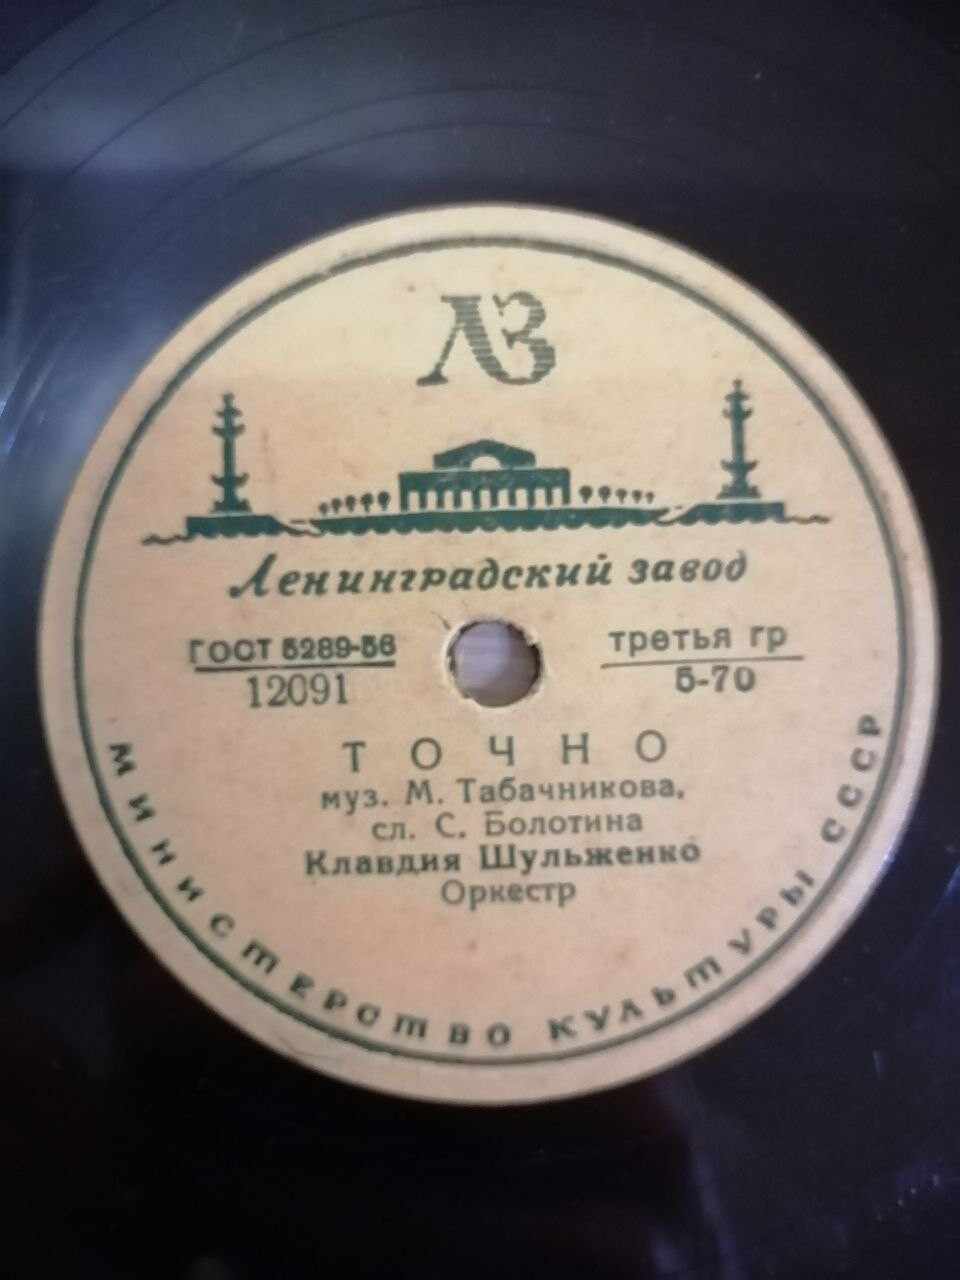 ЛЗ
Ленинградский завод
ГОСТ 5289-56
12091
третья гр
5-70
ТОЧНО
муз. М. Табачникова,
сл. С. Болотина
Клавдия Шульженко
Оркестр
МИНИСТЕРСТВО КУЛЬТУРЫ СССР